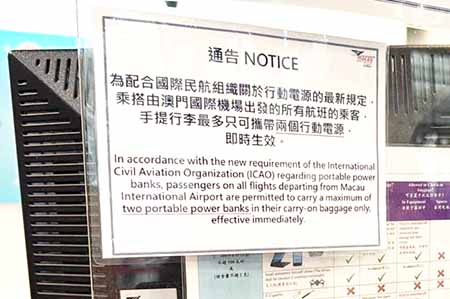 通告 NOTICE
為配合國際民航組織關於行動電源的最新規定，
乘搭由澳門國際機場出發的所有航班的乘客，
手提行李最多只可攜帶兩個行動電源，
即時生效。
In accordance with the new requirement of the International
Civil Aviation Organization (ICAO) regarding portable power
banks, passengers on all flights departing from Macau
International Airport are permitted to carry a maximum of
two portable power banks in their carry-on baggage only,
effective immediately.